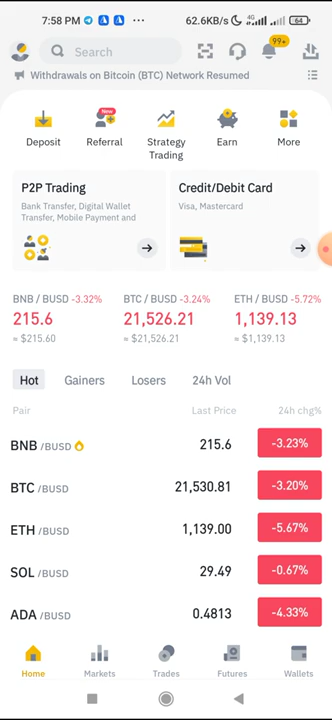 7:58 PM ... 62.6KB/s 4G 64
Search 99+
Withdrawals on Bitcoin (BTC) Network Resumed
New
Deposit Referral Strategy Trading Earn More
P2P Trading
Bank Transfer, Digital Wallet
Transfer, Mobile Payment and
Credit/Debit Card
Visa, Mastercard
BNB / BUSD -3.32% BTC / BUSD -3.24% ETH / BUSD -5.72%
215.6 21,526.21 1,139.13
≈ $215.60 ≈ $21,526.21 ≈ $1,139.13
Hot Gainers Losers 24h Vol
Pair Last Price 24h chg%
BNB /BUSD 215.6 -3.23%
BTC /BUSD 21,530.81 -3.20%
ETH /BUSD 1,139.00 -5.67%
SOL /BUSD 29.49 -0.67%
ADA /BUSD 0.4813 -4.33%
Home Markets Trades Futures Wallets